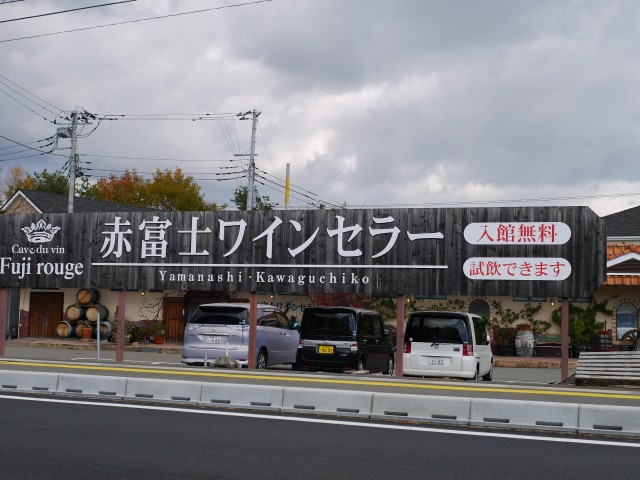 Cave du vin
Fuji rouge
赤富士ワインセラー
Yamanashi・Kawaguchiko
入館無料
試飲できます